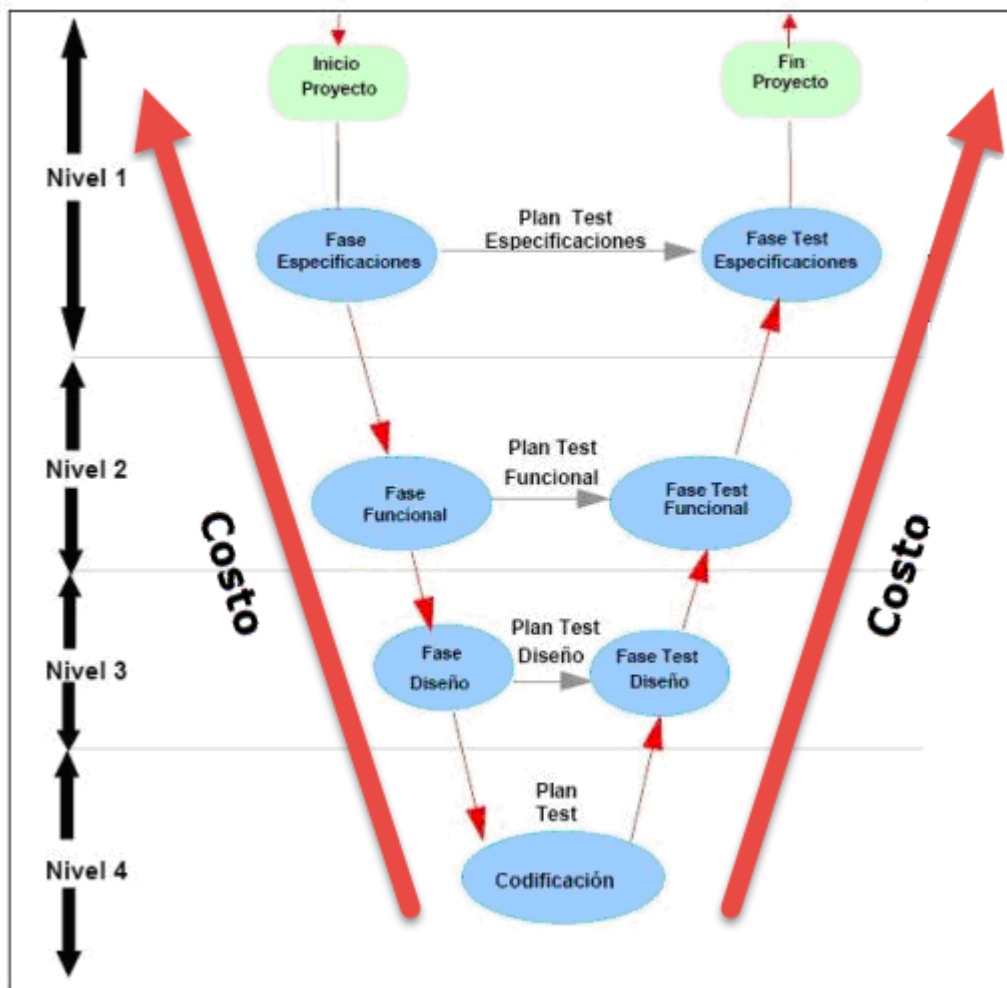 Inicio
Proyecto
Fin
Proyecto
Nivel 1
Fase
Especificaciones
Plan Test
Especificaciones
Fase Test
Especificaciones
Nivel 2
Fase
Funcional
Plan Test
Funcional
Fase Test
Funcional
Costo
Costo
Nivel 3
Fase
Diseño
Plan Test
Diseño
Fase Test
Diseño
Nivel 4
Plan
Test
Codificación